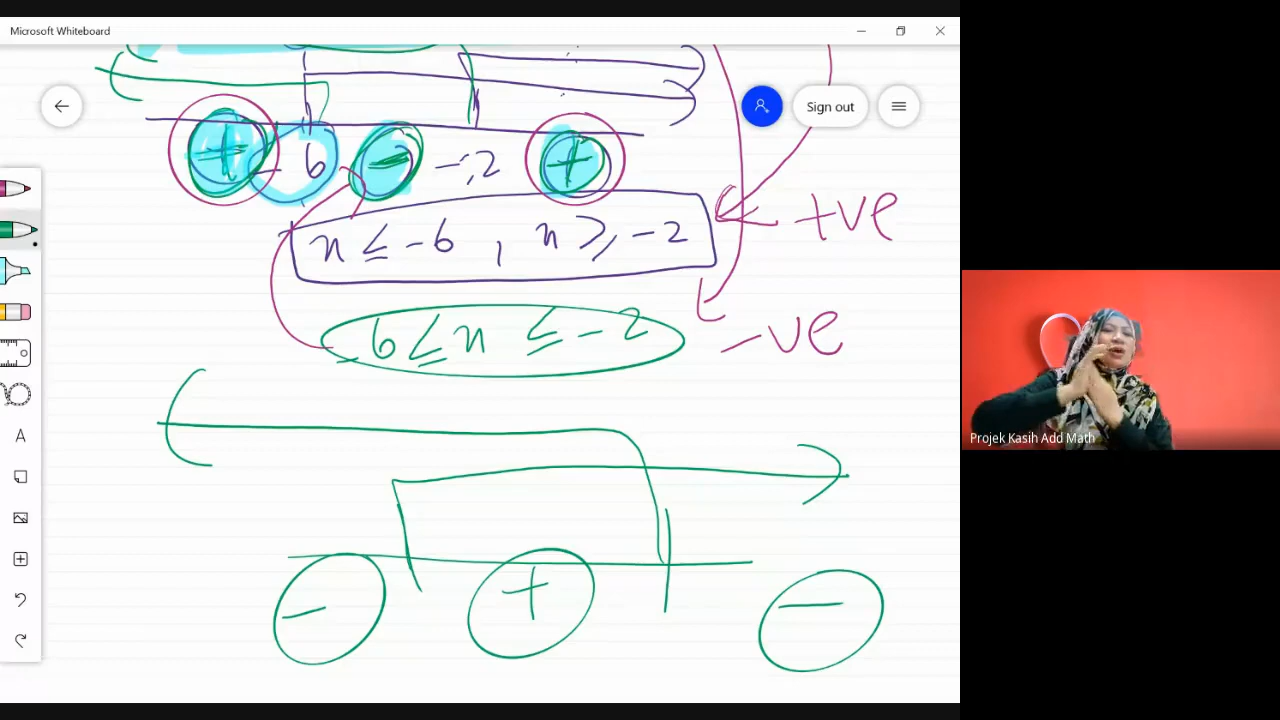 Microsoft Whiteboard
Sign out
+ -6 - -2 +
x ≤ -6 , x ≥ -2
+ve
-6 ≤ x ≤ -2
-ve
Projek Kasih Add Math
- + -
A